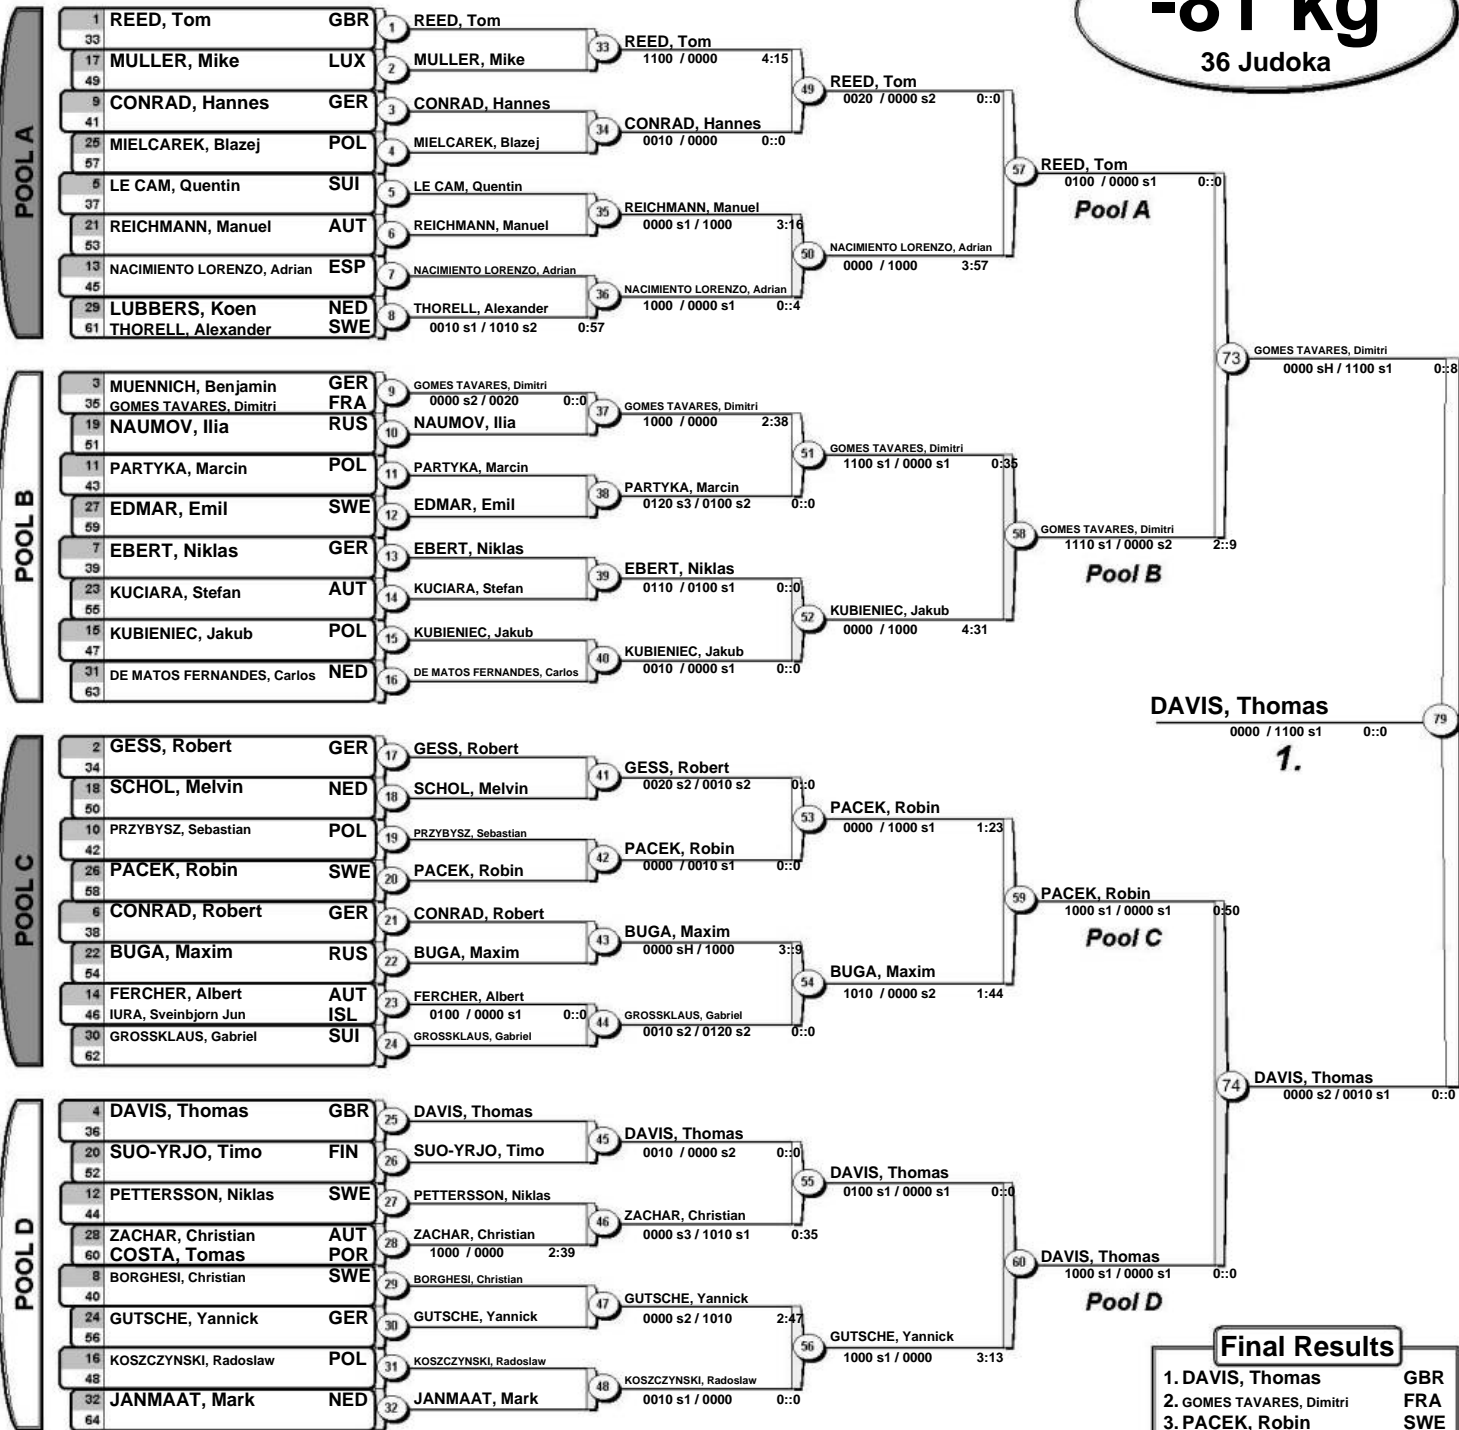 -81 kg
36 Judoka
POOL A
1 REED, Tom GBR
33
17 MULLER, Mike LUX
49
9 CONRAD, Hannes GER
41
25 MIELCAREK, Blazej POL
57
5 LE CAM, Quentin SUI
37
21 REICHMANN, Manuel AUT
53
13 NACIMIENTO LORENZO, Adrian ESP
45
29 LUBBERS, Koen NED
61 THORELL, Alexander SWE
1 REED, Tom
2 MULLER, Mike
3 CONRAD, Hannes
4 MIELCAREK, Blazej
5 LE CAM, Quentin
6 REICHMANN, Manuel
7 NACIMIENTO LORENZO, Adrian
8 THORELL, Alexander
0010 s1 / 1010 s2 0:57
33 REED, Tom
1100 / 0000 4:15
34 CONRAD, Hannes
0010 / 0000 0::0
35 REICHMANN, Manuel
0000 s1 / 1000 3:16
36 NACIMIENTO LORENZO, Adrian
1000 / 0000 s1 0::4
49 REED, Tom
0020 / 0000 s2 0::0
50 NACIMIENTO LORENZO, Adrian
0000 / 1000 3:57
57 REED, Tom
0100 / 0000 s1 0::0
Pool A
POOL B
3 MUENNICH, Benjamin GER
35 GOMES TAVARES, Dimitri FRA
19 NAUMOV, Ilia RUS
51
11 PARTYKA, Marcin POL
43
27 EDMAR, Emil SWE
59
7 EBERT, Niklas GER
39
23 KUCIARA, Stefan AUT
55
15 KUBIENIEC, Jakub POL
47
31 DE MATOS FERNANDES, Carlos NED
63
9 GOMES TAVARES, Dimitri
0000 s2 / 0020 0::0
10 NAUMOV, Ilia
11 PARTYKA, Marcin
12 EDMAR, Emil
13 EBERT, Niklas
14 KUCIARA, Stefan
15 KUBIENIEC, Jakub
16 DE MATOS FERNANDES, Carlos
37 GOMES TAVARES, Dimitri
1000 / 0000 2:38
38 PARTYKA, Marcin
0120 s3 / 0100 s2 0::0
39 EBERT, Niklas
0110 / 0100 s1 0::0
40 KUBIENIEC, Jakub
0010 / 0000 s1 0::0
51 GOMES TAVARES, Dimitri
1100 s1 / 0000 s1 0:35
52 KUBIENIEC, Jakub
0000 / 1000 4:31
58 GOMES TAVARES, Dimitri
1110 s1 / 0000 s2 2::9
Pool B
73 GOMES TAVARES, Dimitri
0000 sH / 1100 s1 0::8
DAVIS, Thomas 79
0000 / 1100 s1 0::0
1.
POOL C
2 GESS, Robert GER
34
18 SCHOL, Melvin NED
50
10 PRZYBYSZ, Sebastian POL
42
26 PACEK, Robin SWE
58
6 CONRAD, Robert GER
38
22 BUGA, Maxim RUS
54
14 FERCHER, Albert AUT
46 IURA, Sveinbjorn Jun ISL
30 GROSSKLAUS, Gabriel SUI
62
17 GESS, Robert
18 SCHOL, Melvin
19 PRZYBYSZ, Sebastian
20 PACEK, Robin
21 CONRAD, Robert
22 BUGA, Maxim
23 FERCHER, Albert
0100 / 0000 s1 0::0
24 GROSSKLAUS, Gabriel
41 GESS, Robert
0020 s2 / 0010 s2 0::0
42 PACEK, Robin
0000 / 0010 s1 0::0
43 BUGA, Maxim
0000 sH / 1000 3::9
44 GROSSKLAUS, Gabriel
0010 s2 / 0120 s2 0::0
53 PACEK, Robin
0000 / 1000 s1 1:23
54 BUGA, Maxim
1010 / 0000 s2 1:44
59 PACEK, Robin
1000 s1 / 0000 s1 0:50
Pool C
74 DAVIS, Thomas
0000 s2 / 0010 s1 0::0
POOL D
4 DAVIS, Thomas GBR
36
20 SUO-YRJO, Timo FIN
52
12 PETTERSSON, Niklas SWE
44
28 ZACHAR, Christian AUT
60 COSTA, Tomas POR
8 BORGHESI, Christian SWE
40
24 GUTSCHE, Yannick GER
56
16 KOSZCZYNSKI, Radoslaw POL
48
32 JANMAAT, Mark NED
64
25 DAVIS, Thomas
26 SUO-YRJO, Timo
27 PETTERSSON, Niklas
28 ZACHAR, Christian
1000 / 0000 2:39
29 BORGHESI, Christian
30 GUTSCHE, Yannick
31 KOSZCZYNSKI, Radoslaw
32 JANMAAT, Mark
45 DAVIS, Thomas
0010 / 0000 s2 0::0
46 ZACHAR, Christian
0000 s3 / 1010 s1 0:35
47 GUTSCHE, Yannick
0000 s2 / 1010 2:47
48 KOSZCZYNSKI, Radoslaw
0010 s1 / 0000 0::0
55 DAVIS, Thomas
0100 s1 / 0000 s1 0::0
56 GUTSCHE, Yannick
1000 s1 / 0000 3:13
60 DAVIS, Thomas
1000 s1 / 0000 s1 0::0
Pool D
Final Results
1. DAVIS, Thomas GBR
2. GOMES TAVARES, Dimitri FRA
3. PACEK, Robin SWE